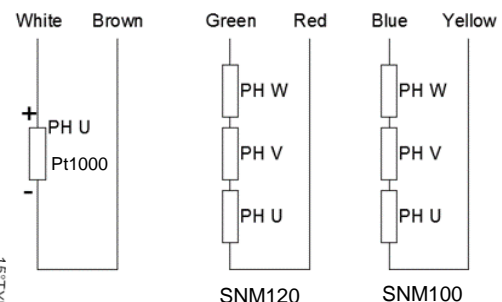 White Brown Green Red Blue Yellow
+
PH U
Pt1000
-
PH W
PH V
PH U
PH W
PH V
PH U
SNM120
SNM100